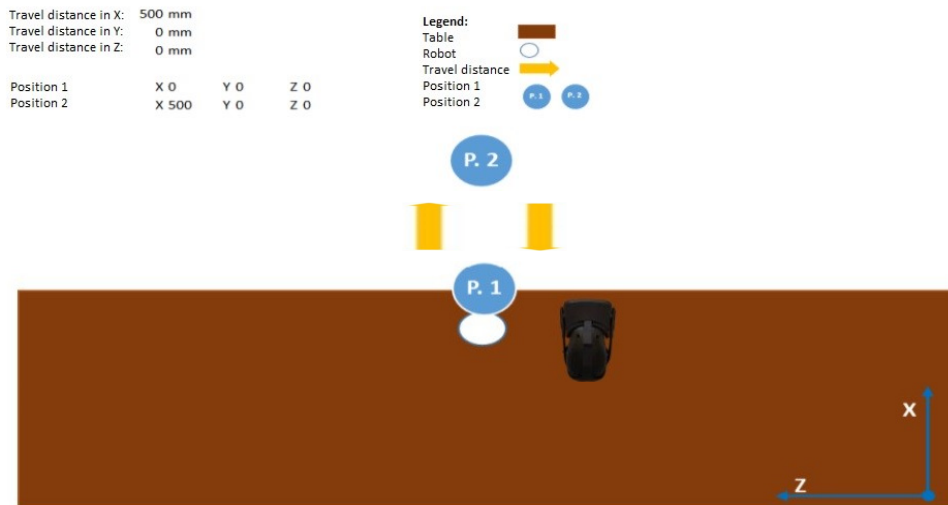 Travel distance in X: 500 mm
Travel distance in Y: 0 mm
Travel distance in Z: 0 mm
Position 1 X 0 Y 0 Z 0
Position 2 X 500 Y 0 Z 0
Legend:
Table
Robot
Travel distance
Position 1
Position 2
P. 1 P. 2
P. 2
P. 1
X
Z